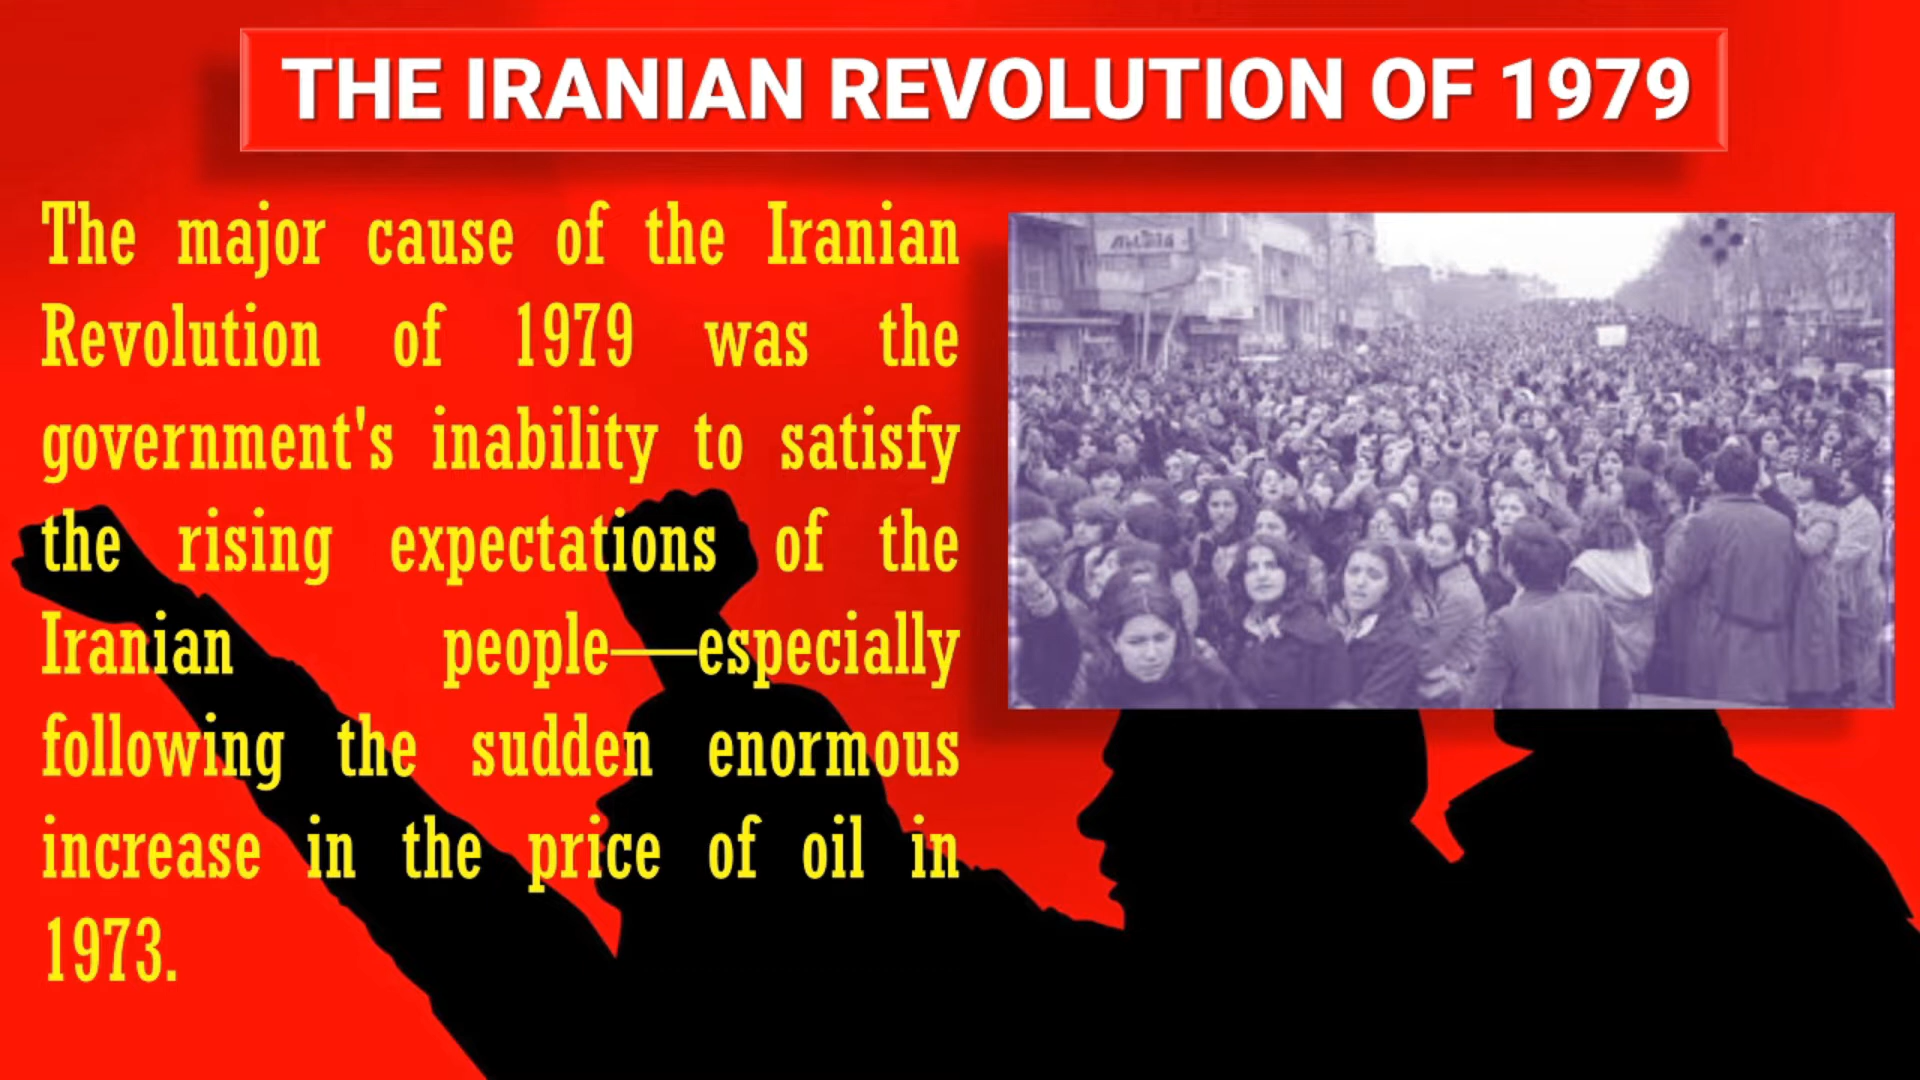 THE IRANIAN REVOLUTION OF 1979
The major cause of the Iranian
Revolution of 1979 was the
government's inability to satisfy
the rising expectations of the
Iranian people—especially
following the sudden enormous
increase in the price of oil in
1973.